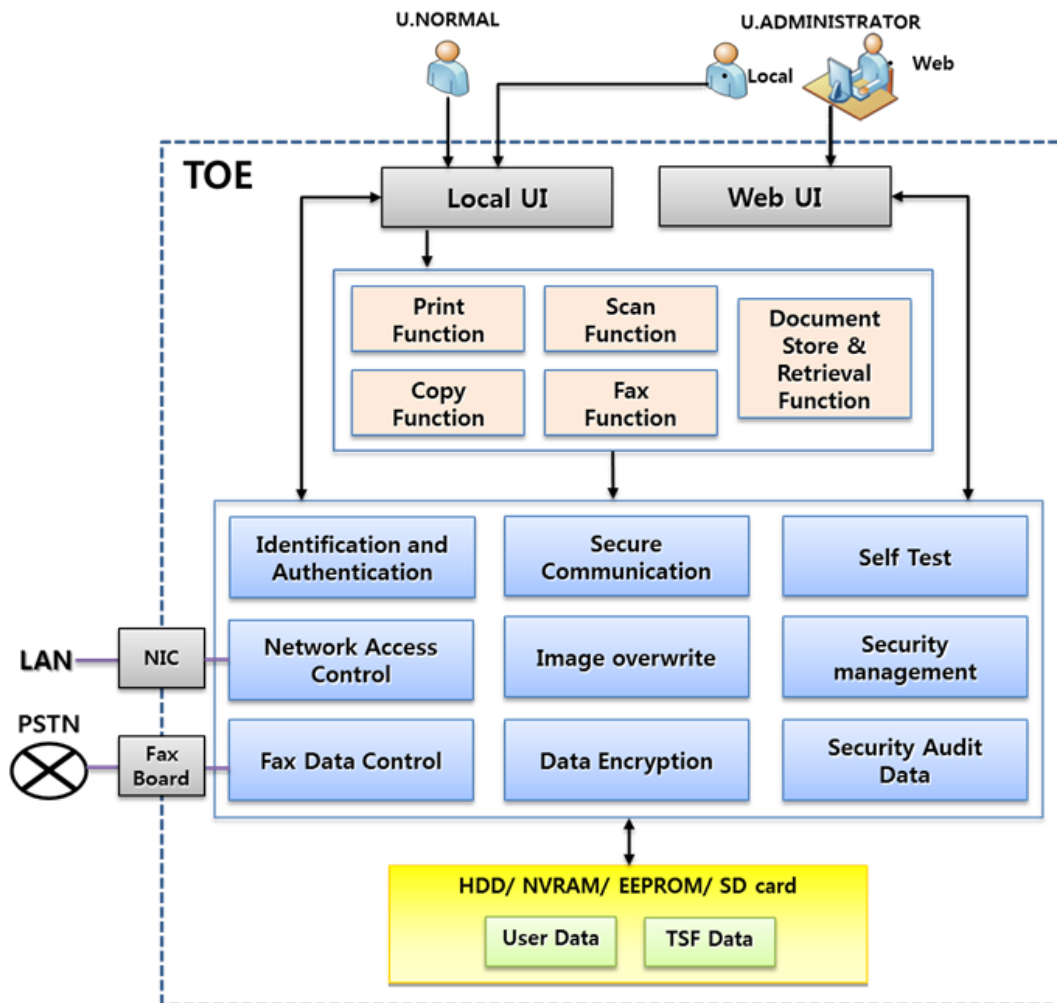 U.NORMAL
U.ADMINISTRATOR
Local
Web
TOE
Local UI
Web UI
Print
Function
Scan
Function
Document
Store &
Retrieval
Function
Copy
Function
Fax
Function
Identification and
Authentication
Secure
Communication
Self Test
LAN
NIC
Network Access
Control
Image overwrite
Security
management
PSTN
Fax
Board
Fax Data Control
Data Encryption
Security Audit
Data
HDD/ NVRAM/ EEPROM/ SD card
User Data
TSF Data